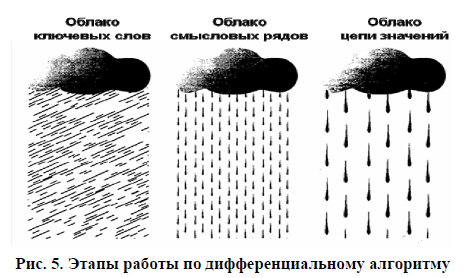 Облако
ключевых слов
Облако
смысловых рядов
Облако
цепи значений
Рис. 5. Этапы работы по дифференциальному алгоритму